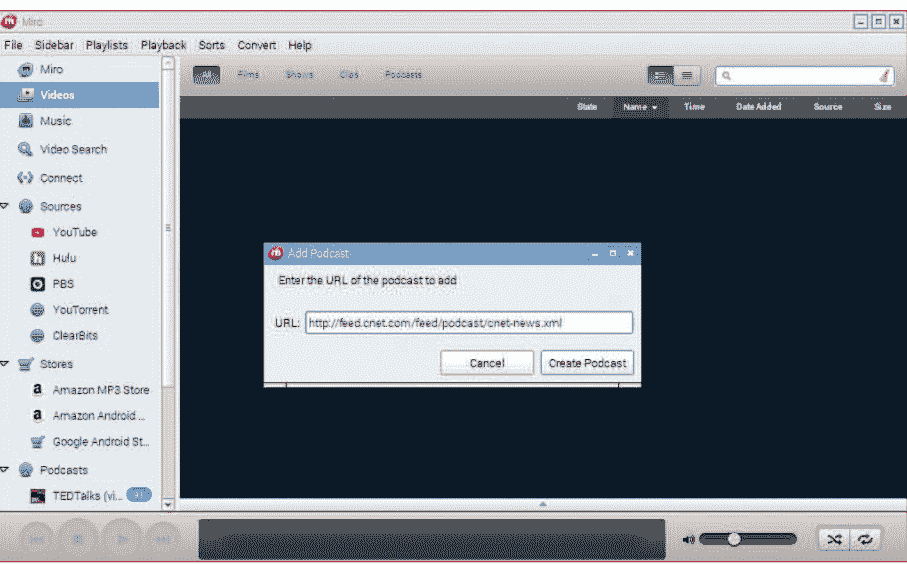 Miro
File Sidebar Playlists Playback Sorts Convert Help
Miro
Videos
Music
Video Search
Connect
Sources
YouTube
Hulu
PBS
YouTorrent
ClearBits
Stores
Amazon MP3 Store
Amazon Android ...
Google Android St...
Podcasts
TEDTalks (vi...
All Films Shows Clips Podcasts
State Name Time Date Added Source Size
Add Podcast
Enter the URL of the podcast to add
URL: http://feed.cnet.com/feed/podcast/cnet-news.xml
Cancel Create Podcast